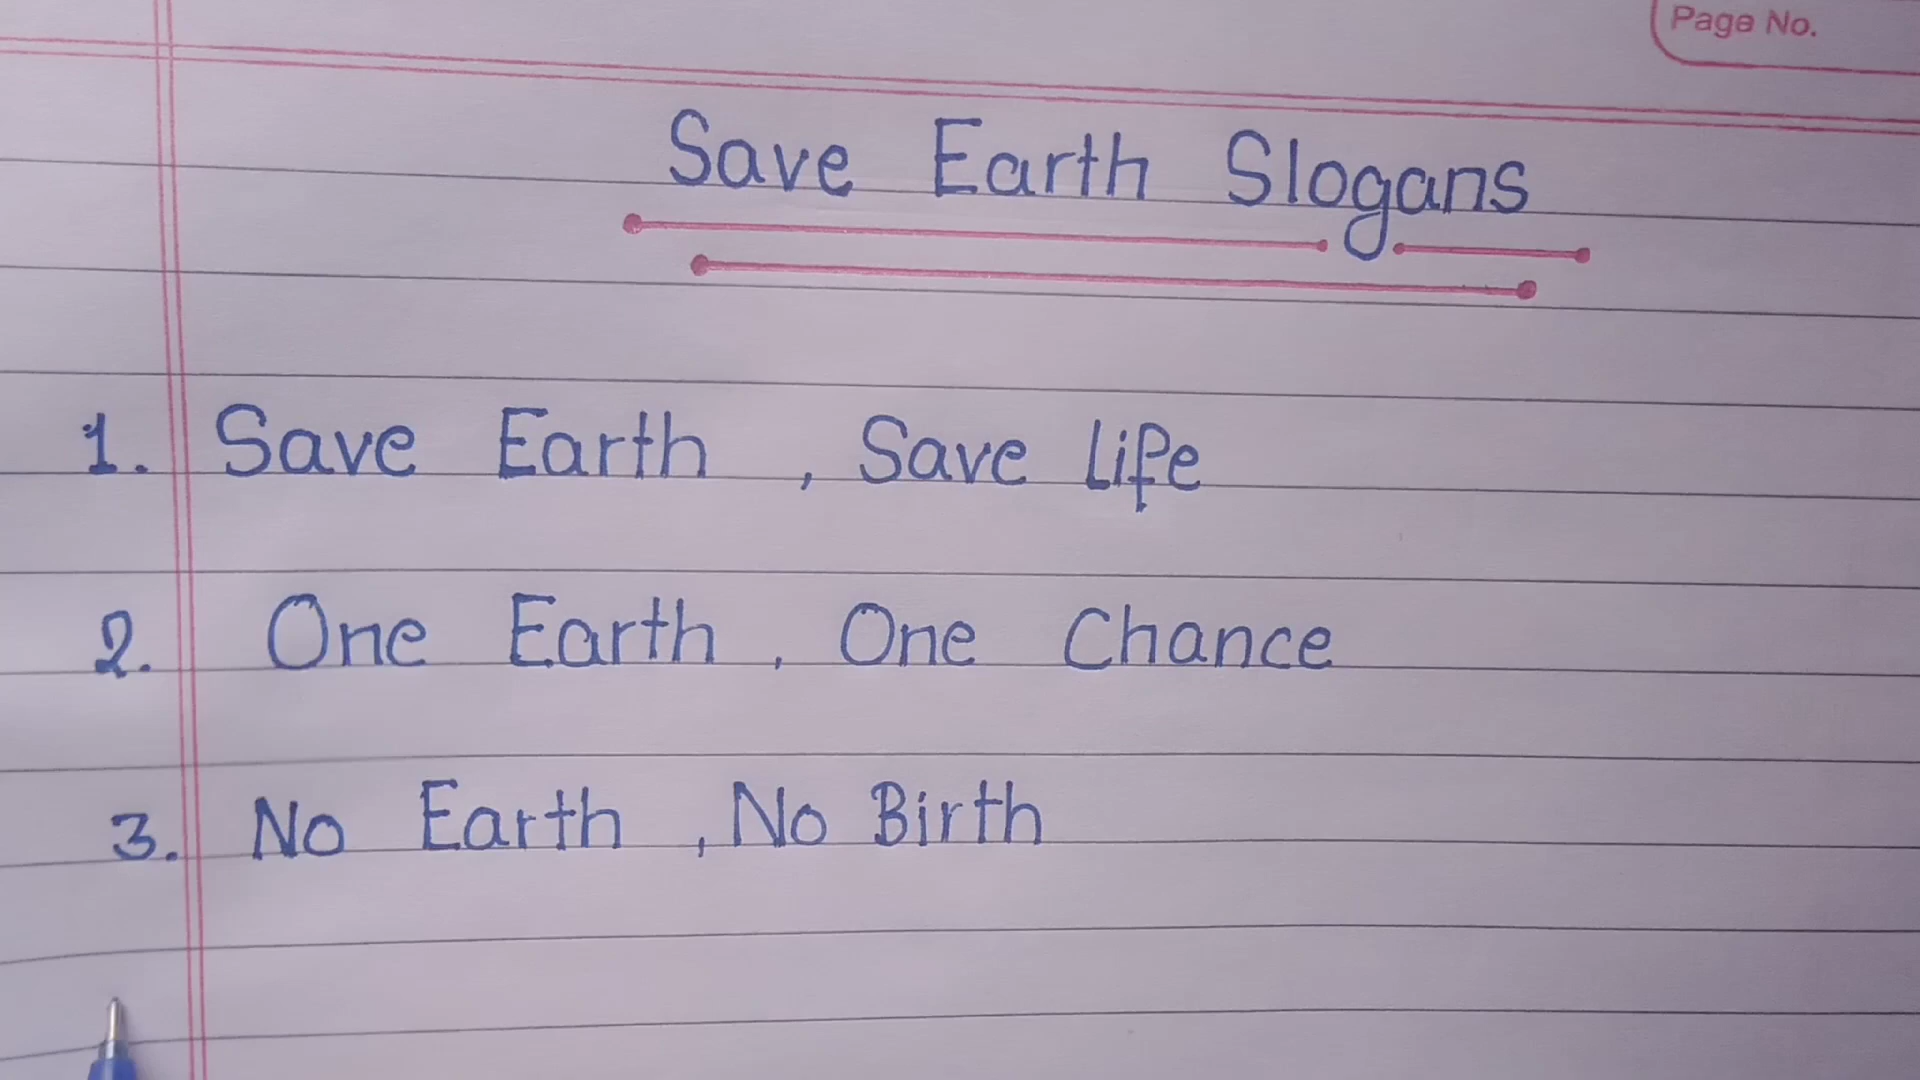 Page No.
Save Earth Slogans
1. Save Earth , Save Life
2. One Earth , One Chance
3. No Earth , No Birth